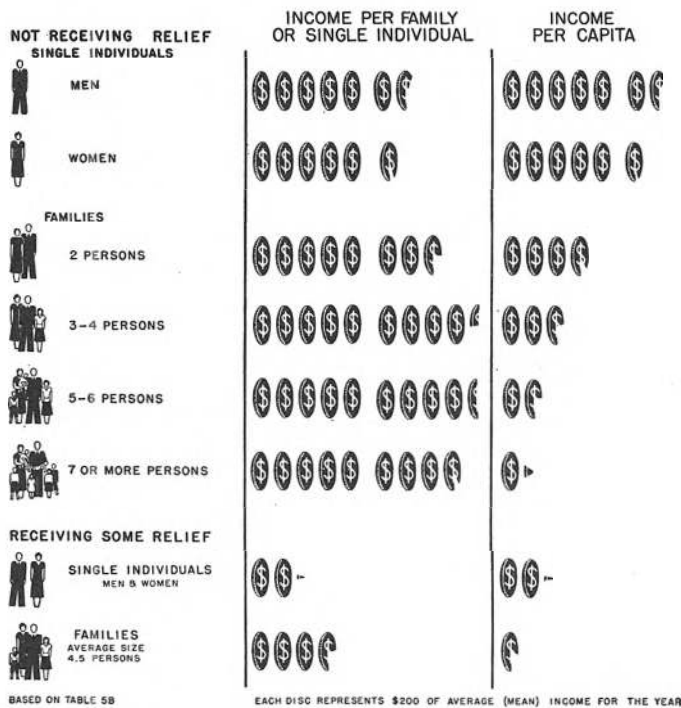 NOT RECEIVING RELIEF
SINGLE INDIVIDUALS
INCOME PER FAMILY
OR SINGLE INDIVIDUAL
INCOME
PER CAPITA
MEN
WOMEN
FAMILIES
2 PERSONS
3-4 PERSONS
5-6 PERSONS
7 OR MORE PERSONS
RECEIVING SOME RELIEF
SINGLE INDIVIDUALS
MEN & WOMEN
FAMILIES
AVERAGE SIZE
4.5 PERSONS
BASED ON TABLE 5B
EACH DISC REPRESENTS $200 OF AVERAGE (MEAN) INCOME FOR THE YEAR